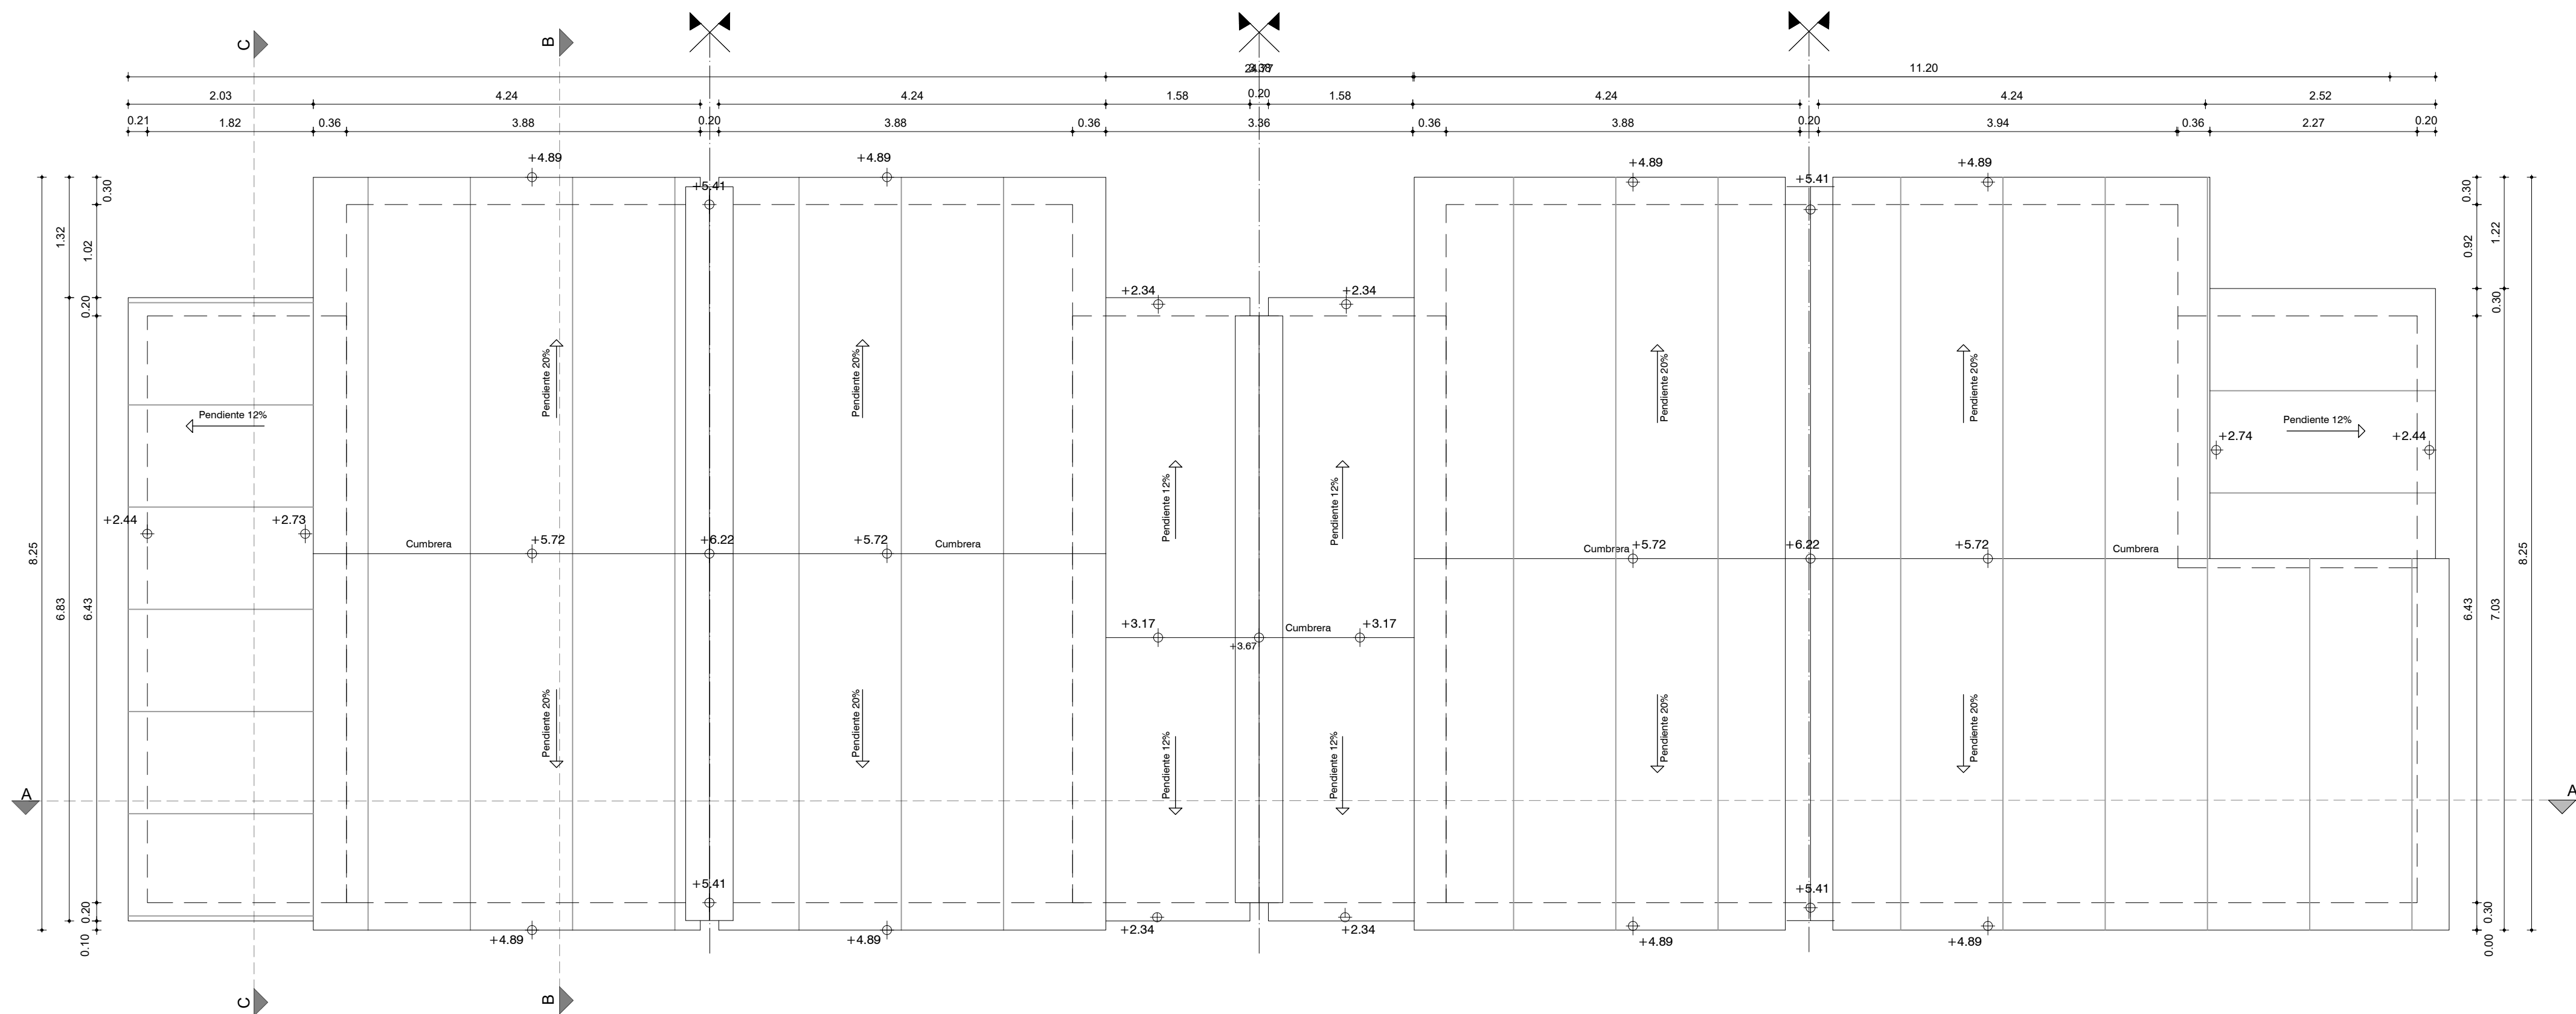 C
B
11.20
2.03
4.24
4.24
1.58
0.20
1.58
4.24
4.24
2.52
0.21
1.82
0.36
3.88
0.20
3.88
0.36
3.36
0.36
3.88
0.20
3.94
0.36
2.27
0.20
+4.89
+4.89
+4.89
+4.89
+5.41
+5.41
0.30
1.32
1.02
0.20
0.30
0.92
1.22
0.30
+2.34
+2.34
Pendiente 20%
Pendiente 20%
Pendiente 20%
Pendiente 20%
Pendiente 12%
Pendiente 12%
+2.74
+2.44
Pendiente 12%
Pendiente 12%
+2.44
+2.73
Cumbrera
+5.72
+6.22
+5.72
Cumbrera
Cumbrera
+5.72
+6.22
+5.72
Cumbrera
8.25
6.83
6.43
8.25
6.43
7.03
+3.17
Cumbrera
+3.17
+3.67
Pendiente 20%
Pendiente 20%
Pendiente 12%
Pendiente 12%
Pendiente 20%
Pendiente 20%
A
A
+5.41
+5.41
0.20
0.10
0.30
0.00
+4.89
+4.89
+2.34
+2.34
+4.89
+4.89
C
B